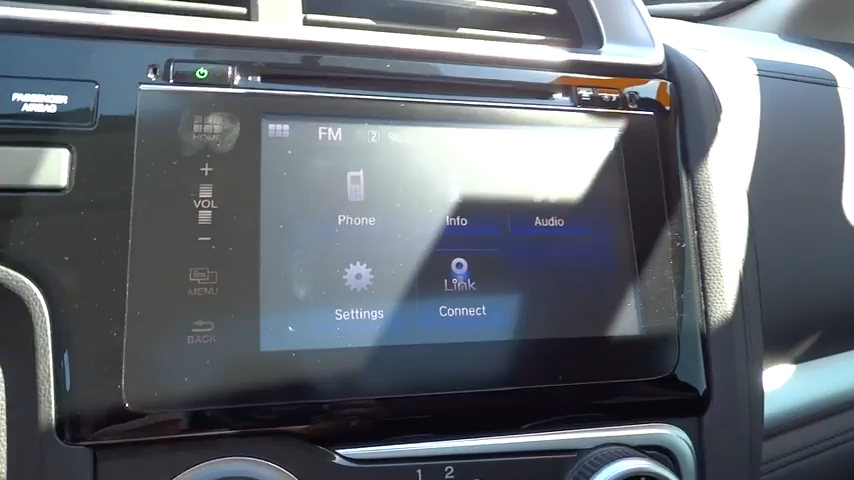 PASSENGER
AIRBAG
HOME
FM
2
+
VOL
-
Phone
Info
Audio
MENU
Settings
Link
Connect
BACK
1 2